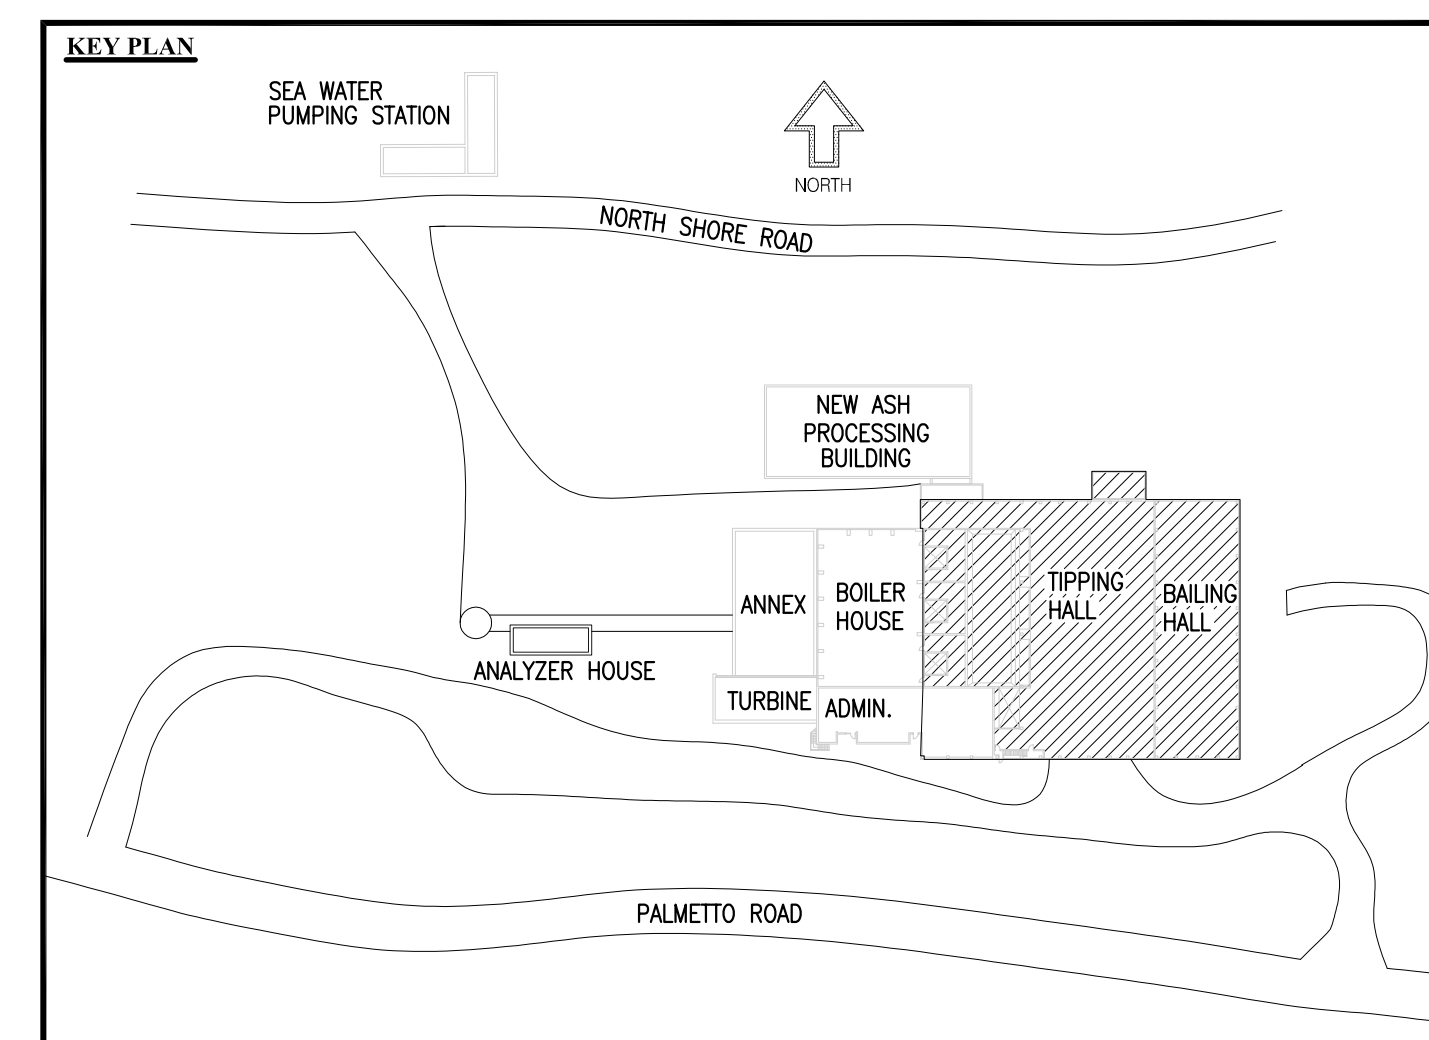 KEY PLAN
SEA WATER
PUMPING STATION
NORTH
NORTH SHORE ROAD
NEW ASH
PROCESSING
BUILDING
TIPPING
HALL
BAILING
HALL
BOILER
HOUSE
ANNEX
ANALYZER HOUSE
TURBINE
ADMIN.
PALMETTO ROAD